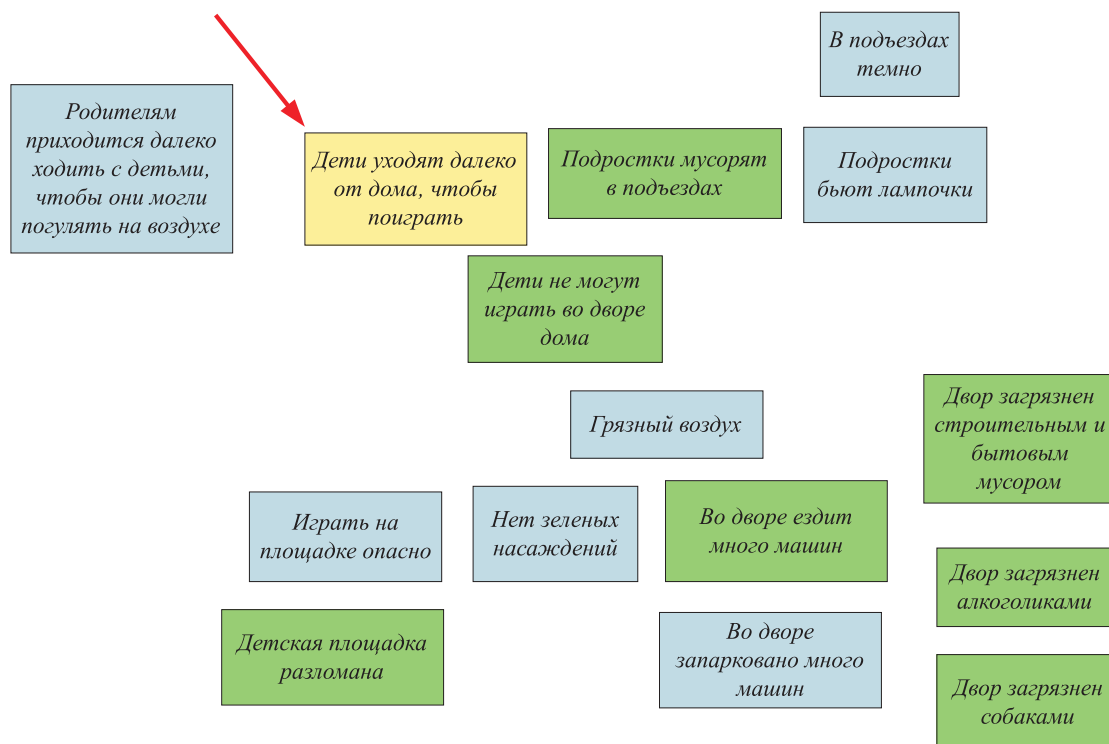 В подъездах
темно
Родителям
приходится далеко
ходить с детьми,
чтобы они могли
погулять на воздухе
Дети уходят далеко
от дома, чтобы
поиграть
Подростки мусорят
в подъездах
Подростки
бьют лампочки
Дети не могут
играть во дворе
дома
Грязный воздух
Двор загрязнен
строительным и
бытовым
мусором
Играть на
площадке опасно
Нет зеленых
насаждений
Во дворе ездит
много машин
Двор загрязнен
алкоголиками
Детская площадка
разломана
Во дворе
запарковано много
машин
Двор загрязнен
собаками